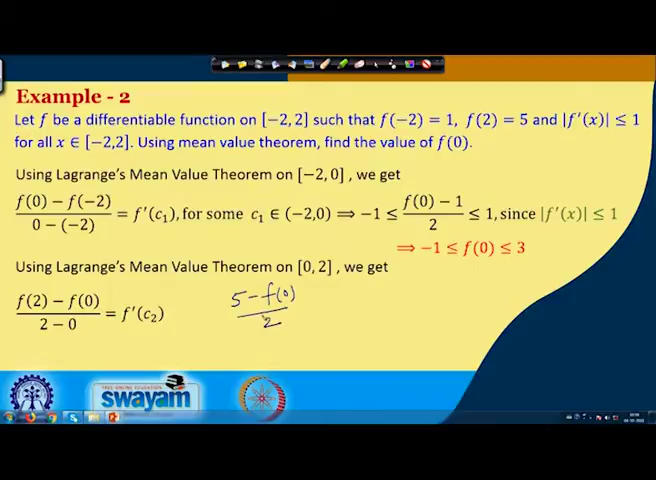 Example - 2
Let f be a differentiable function on [−2, 2] such that f(−2) = 1, f(2) = 5 and |f′(x)| ≤ 1
for all x ∈ [−2,2]. Using mean value theorem, find the value of f(0).
Using Lagrange's Mean Value Theorem on [−2, 0] , we get
f(0) − f(−2) / 0 − (−2) = f′(c₁), for some c₁ ∈ (−2,0) ⟹ −1 ≤ f(0) − 1 / 2 ≤ 1, since |f′(x)| ≤ 1
⟹ −1 ≤ f(0) ≤ 3
Using Lagrange's Mean Value Theorem on [0, 2] , we get
f(2) − f(0) / 2 − 0 = f′(c₂) 5 − f(0) / 2
FREE ONLINE EDUCATION
swayam